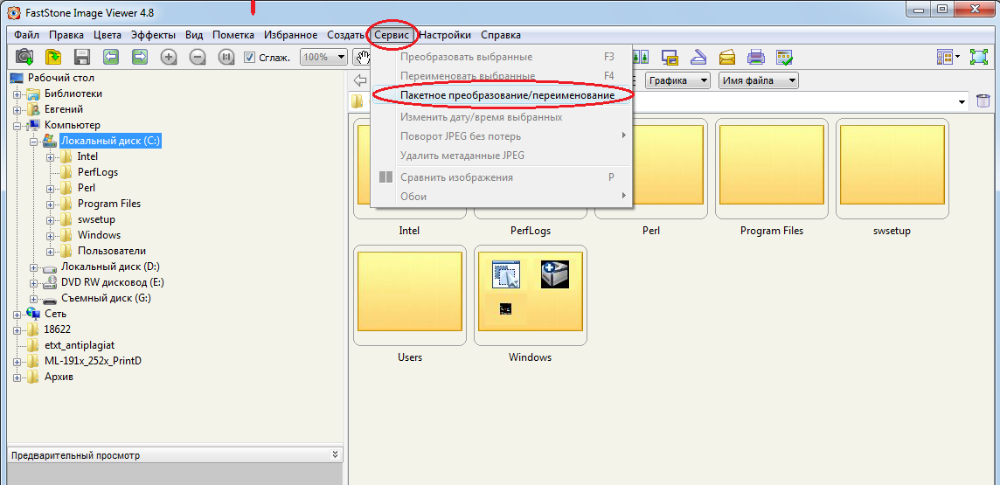 FastStone Image Viewer 4.8
Файл Правка Цвета Эффекты Вид Пометка Избранное Создать Сервис Настройки Справка
Сглаж. 100%
Графика Имя файла
Преобразовать выбранные F3
Переименовать выбранные F4
Пакетное преобразование/переименование
Изменить дату/время выбранных
Поворот JPEG без потерь
Удалить метаданные JPEG
Сравнить изображения P
Обои
Рабочий стол
Библиотеки
Евгений
Компьютер
Локальный диск (C:)
Intel
PerfLogs
Perl
Program Files
swsetup
Windows
Пользователи
Локальный диск (D:)
DVD RW дисковод (E:)
Съемный диск (G:)
Сеть
18622
etxt_antiplagiat
ML-191x_252x_PrintD
Архив
Intel PerfLogs Perl Program Files swsetup
Users Windows
Предварительный просмотр